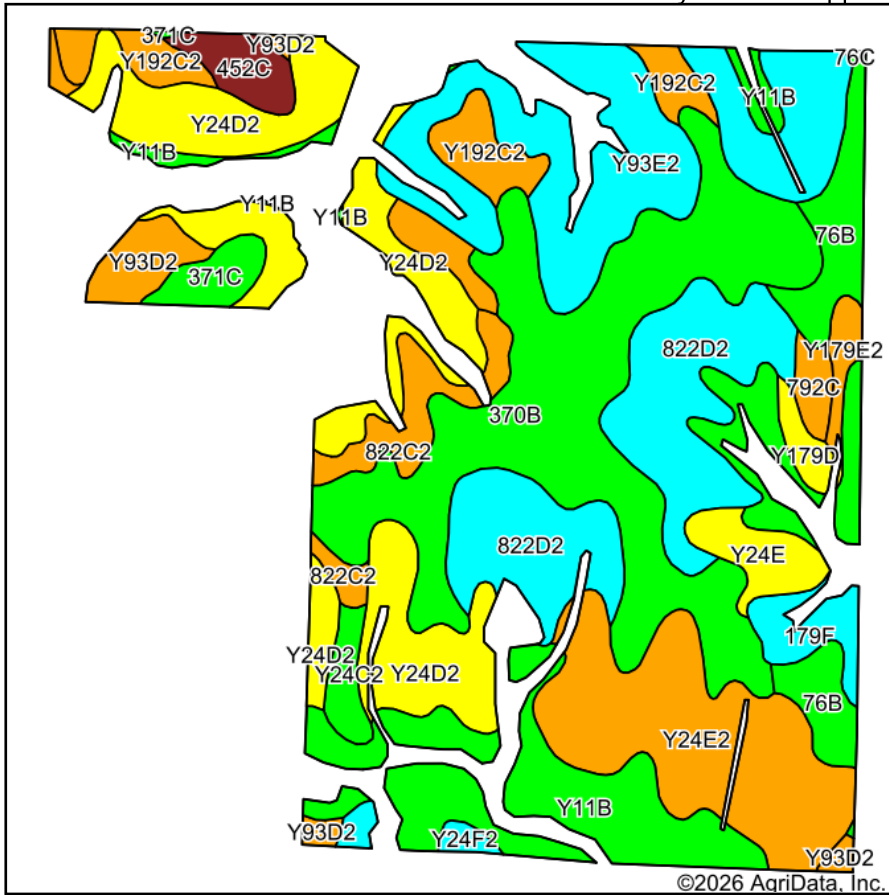 371C
Y93D2
Y192C2
452C
76C
Y192C2
Y11B
Y24D2
Y11B
Y192C2
Y93E2
Y11B
Y11B
76B
Y93D2
371C
Y24D2
822D2
Y179E2
792C
370B
822C2
Y179D
822D2
Y24E
822C2
179F
Y24D2
Y24C2
Y24D2
76B
Y24E2
Y11B
Y93D2
Y24F2
Y93D2
©2026 AgriData, Inc.